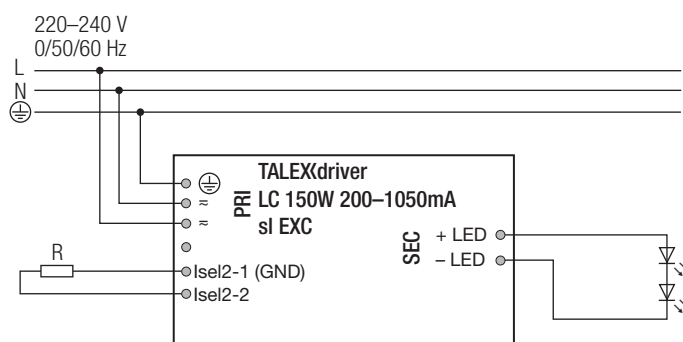 220–240 V
0/50/60 Hz
L
N
TALEXdriver
LC 150W 200–1050mA
sl EXC
PRI
≂
≂
R
Isel2-1 (GND)
Isel2-2
SEC
+ LED
– LED